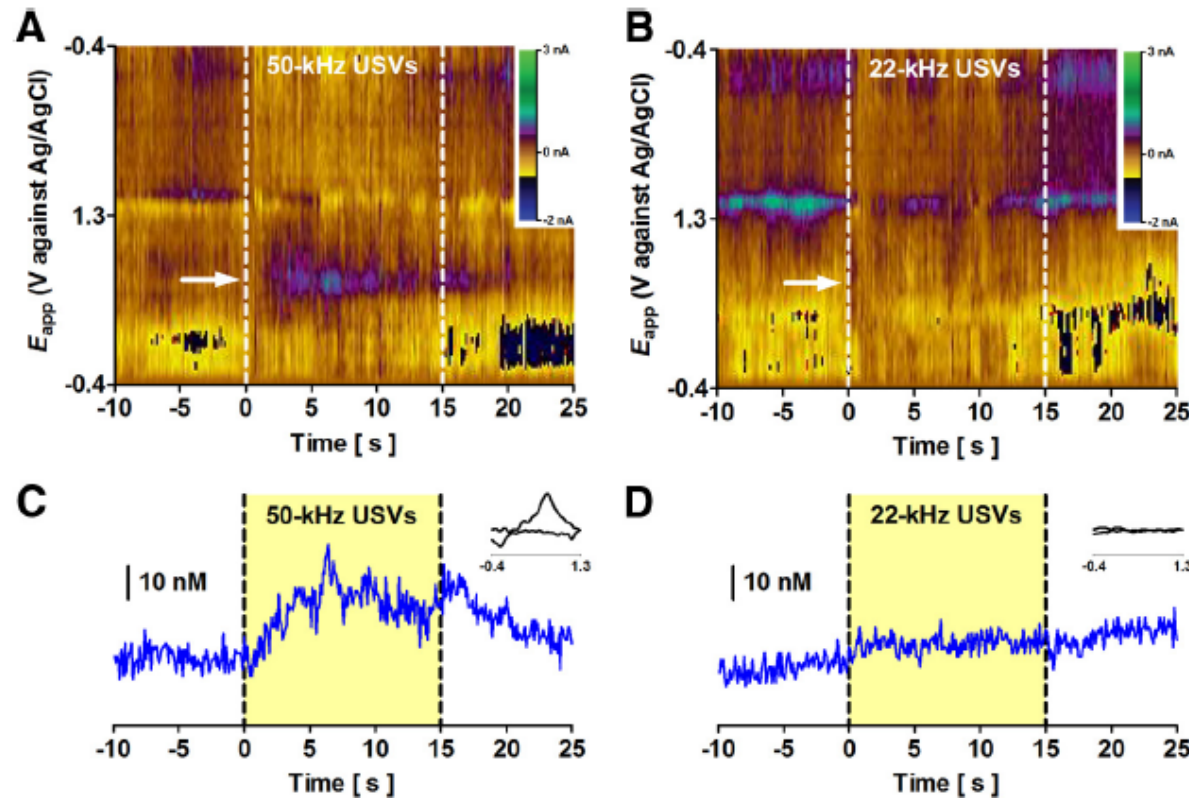 A
50-kHz USVs
3 nA
0 nA
-2 nA
-0.4
1.3
-0.4
E_app (V against Ag/AgCl)
-10 -5 0 5 10 15 20 25
Time [ s ]
B
22-kHz USVs
3 nA
0 nA
-2 nA
-0.4
1.3
-0.4
E_app (V against Ag/AgCl)
-10 -5 0 5 10 15 20 25
Time [ s ]
C
50-kHz USVs
-0.4 1.3
10 nM
-10 -5 0 5 10 15 20 25
Time [ s ]
D
22-kHz USVs
-0.4 1.3
10 nM
-10 -5 0 5 10 15 20 25
Time [ s ]